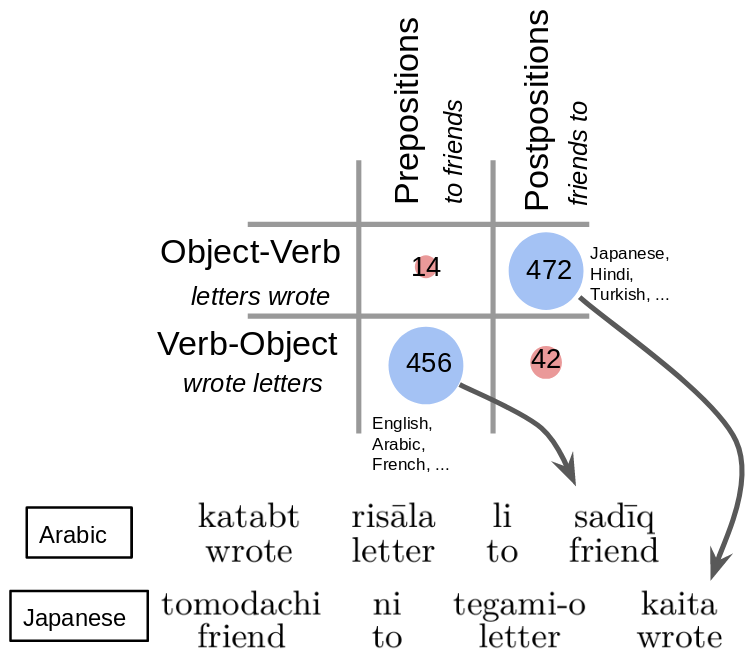 Prepositions
to friends
Postpositions
friends to
Object-Verb
letters wrote
14
472
Japanese,
Hindi,
Turkish, ...
Verb-Object
wrote letters
456
42
English,
Arabic,
French, ...
Arabic
katabt risāla li sadīq
wrote letter to friend
Japanese
tomodachi ni tegami-o kaita
friend to letter wrote